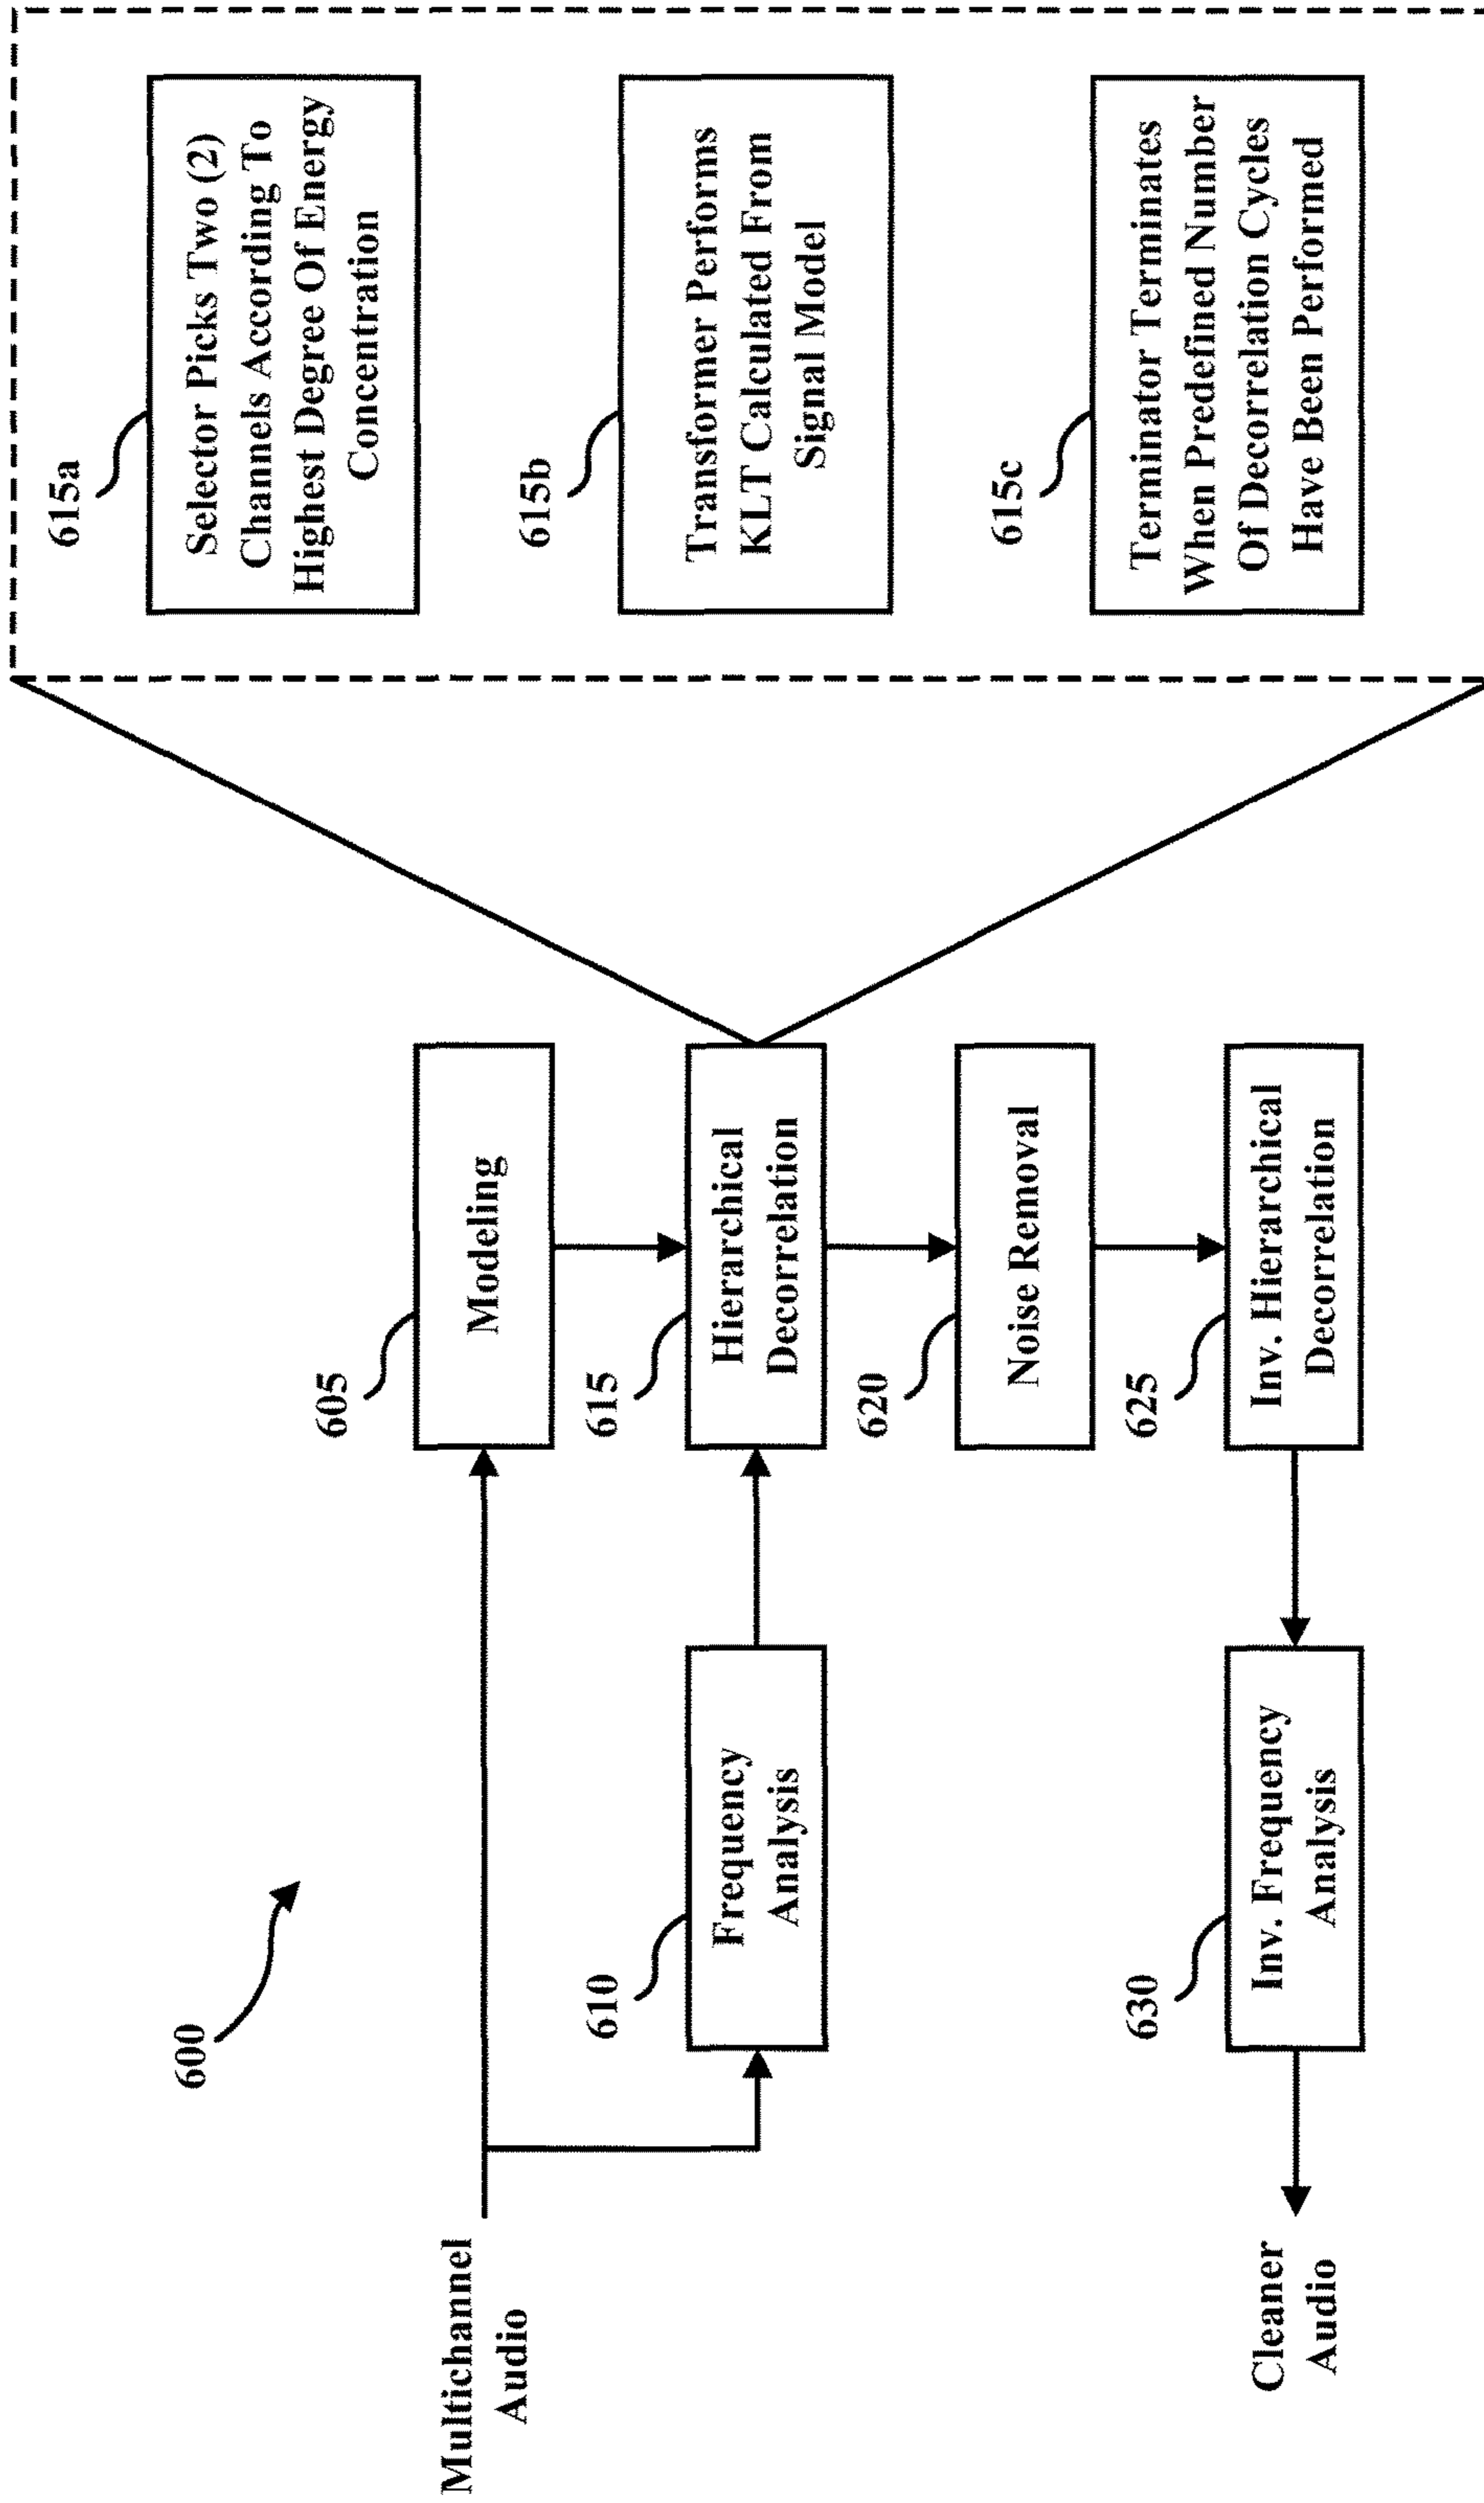 600
Multichannel
Audio
605
Modeling
610
Frequency
Analysis
615
Hierarchical
Decorrelation
620
Noise Removal
625
Inv. Hierarchical
Decorrelation
630
Inv. Frequency
Analysis
Cleaner
Audio
615a
Selector Picks Two (2)
Channels According To
Highest Degree Of Energy
Concentration
615b
Transformer Performs
KLT Calculated From
Signal Model
615c
Terminator Terminates
When Predefined Number
Of Decorrelation Cycles
Have Been Performed